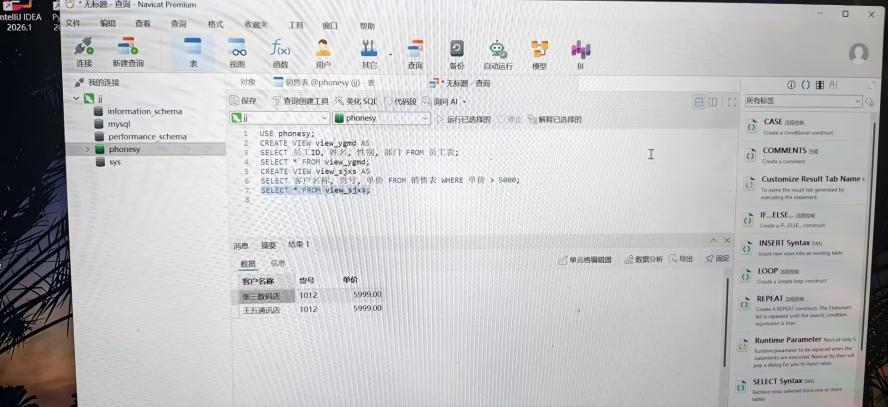 ntelliJ IDEA
2026.1
* 无标题 - 查询 - Navicat Premium
文件 编辑 查看 查询 格式 收藏夹 工具 窗口 帮助
连接 新建查询 表 视图 函数 用户 其它 查询 备份 自动运行 模型 BI
我的连接
jj
information_schema
mysql
performance_schema
phonesy
sys
对象 销售表 @phonesy (jj) - 表 * 无标题 - 查询
保存 查询创建工具 美化 SQL 代码段 询问 AI
jj phonesy 运行已选择的 停止 解释已选择的
1 USE phonesy;
2 CREATE VIEW view_ygmd AS
3 SELECT 员工ID, 姓名, 性别, 部门 FROM 员工表;
4 SELECT * FROM view_ygmd;
5 CREATE VIEW view_sjxs AS
6 SELECT 客户名称, 货号, 单价 FROM 销售表 WHERE 单价 > 5000;
7 SELECT * FROM view_sjxs;
8
消息 摘要 结果 1
数据 信息
单元格编辑器 数据分析 导出 固定
客户名称 货号 单价
张三数码店 1012 5999.00
王五通讯店 1012 5999.00
AI
所有标签
CASE 流程控制
Create a conditional construct
COMMENTS 注释
Create a comment
Customize Result Tab Name
To name the result tab generated by
executing the statement.
IF...ELSE... 流程控制
Create a IF...ELSE construct
INSERT Syntax DML
Insert new rows into an existing table
LOOP 流程控制
Create a simple loop construct
REPEAT 流程控制
Create A REPEAT construct. The Statement
list is repeated until the search_condition
expression is true.
Runtime Parameter Navicat-only S
Runtime parameter to be replaced when the
statements are executed. Navicat will then
pop a dialog for you to input value.
SELECT Syntax DML
Retrieve rows selected from one or more
tables.